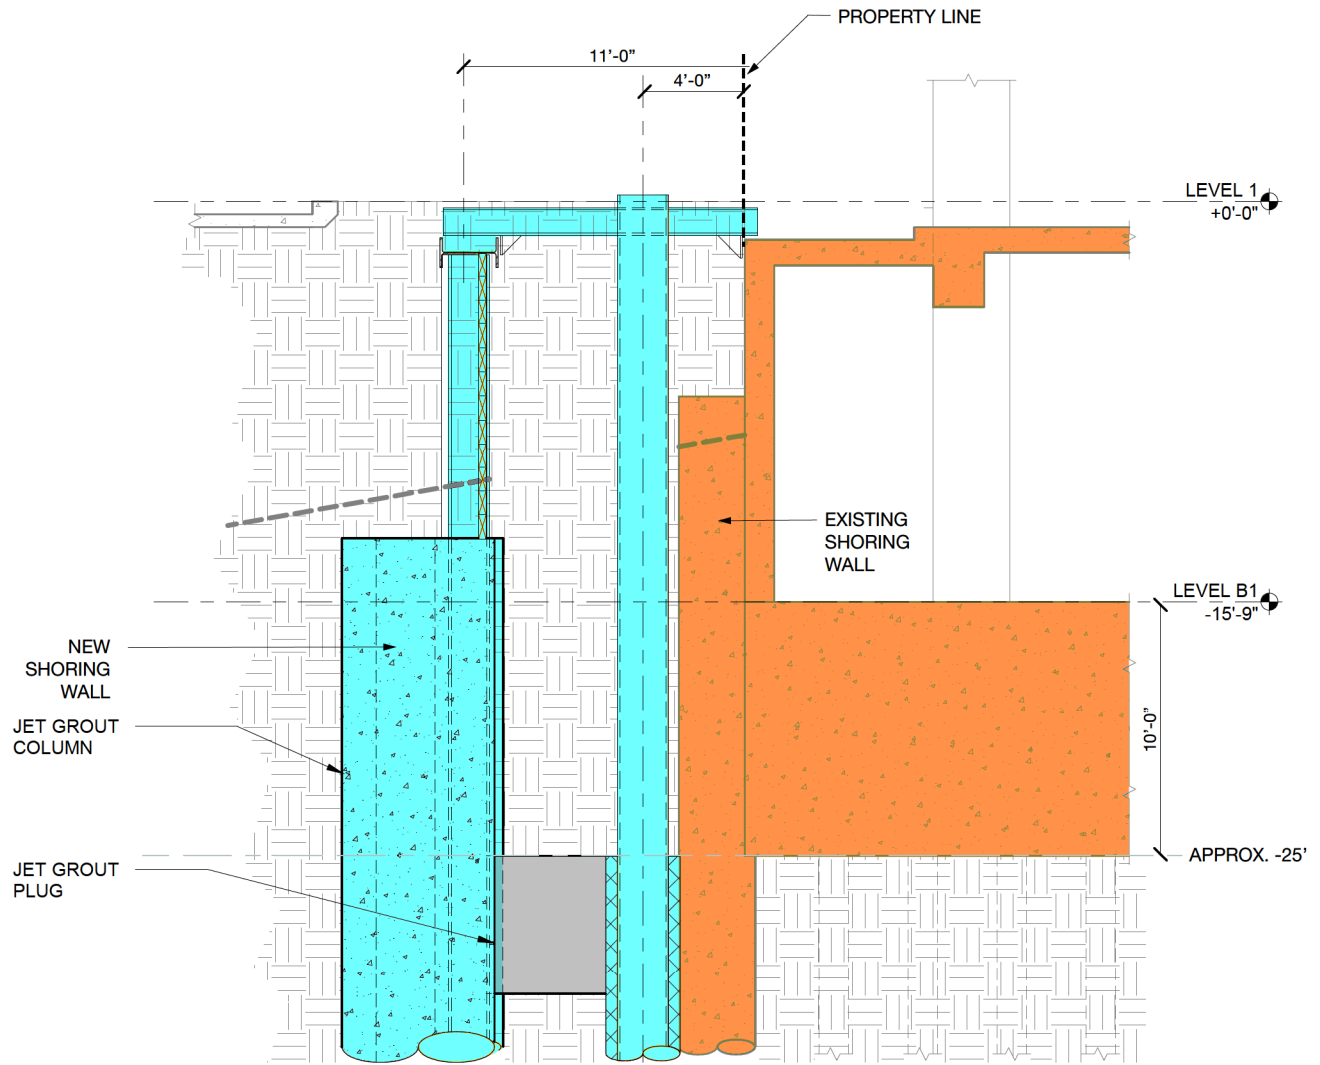 PROPERTY LINE
11’-0”
4’-0”
LEVEL 1
+0'-0"
EXISTING
SHORING
WALL
LEVEL B1
-15'-9"
NEW
SHORING
WALL
JET GROUT
COLUMN
10’-0”
APPROX. -25’
JET GROUT
PLUG